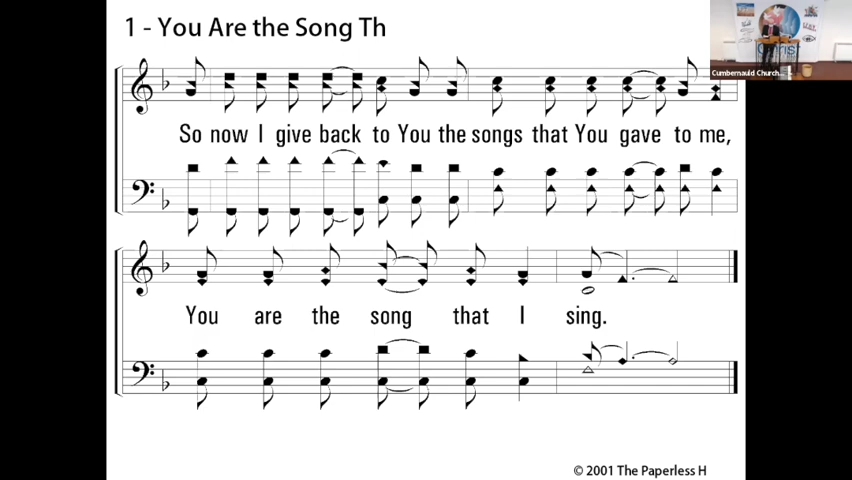 1 - You Are the Song Th
Cumbernauld Church...
So now I give back to You the songs that You gave to me,
You are the song that I sing.
© 2001 The Paperless H